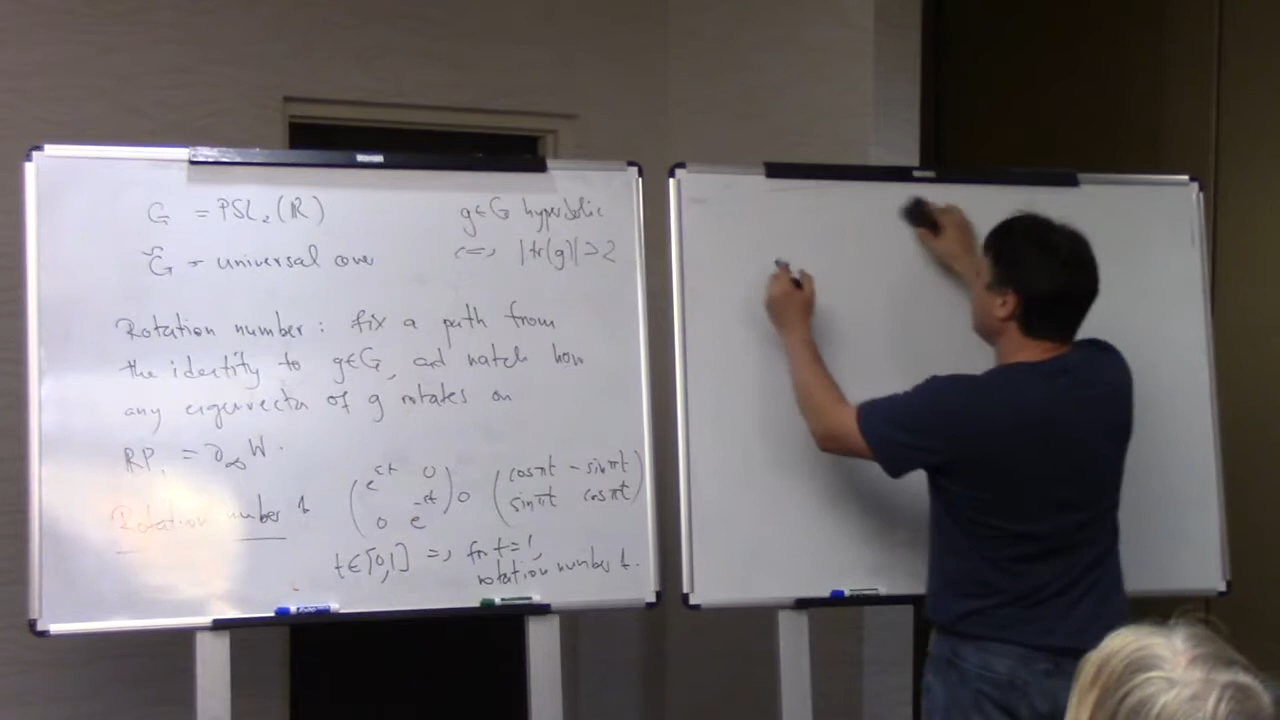 G = PSL₂(ℝ)
g∈G hyperbolic
G̃ = universal cover
⟺ |tr(g)| > 2
Rotation number: fix a path from
the identity to g∈G, and watch how
any eigenvector of g rotates on
RP₁ = ∂∞ W.
Rotation number 1
( e^{ct} 0 ; 0 e^{-ct} ) ∘ ( cos πt - sin πt ; sin πt cos πt )
t∈[0,1] ⇒ for t=1,
rotation number 1.